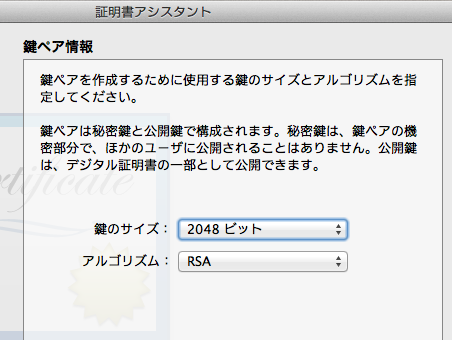 証明書アシスタント
鍵ペア情報
鍵ペアを作成するために使用する鍵のサイズとアルゴリズムを指
定してください。
鍵ペアは秘密鍵と公開鍵で構成されます。秘密鍵は、鍵ペアの機
密部分で、ほかのユーザに公開されることはありません。公開鍵
は、デジタル証明書の一部として公開できます。
鍵のサイズ： 2048 ビット
アルゴリズム： RSA